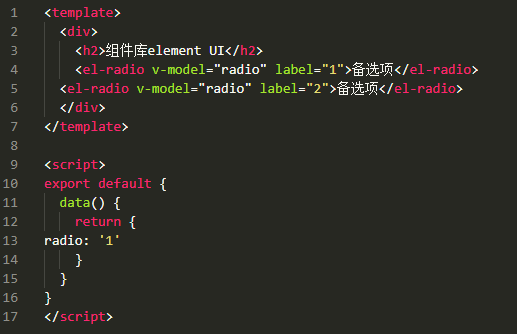 1 <template>
2   <div>
3     <h2>组件库element UI</h2>
4     <el-radio v-model="radio" label="1">备选项</el-radio>
5   <el-radio v-model="radio" label="2">备选项</el-radio>
6   </div>
7 </template>
8
9 <script>
10 export default {
11   data() {
12     return {
13 radio: '1'
14     }
15   }
16 }
17 </script>